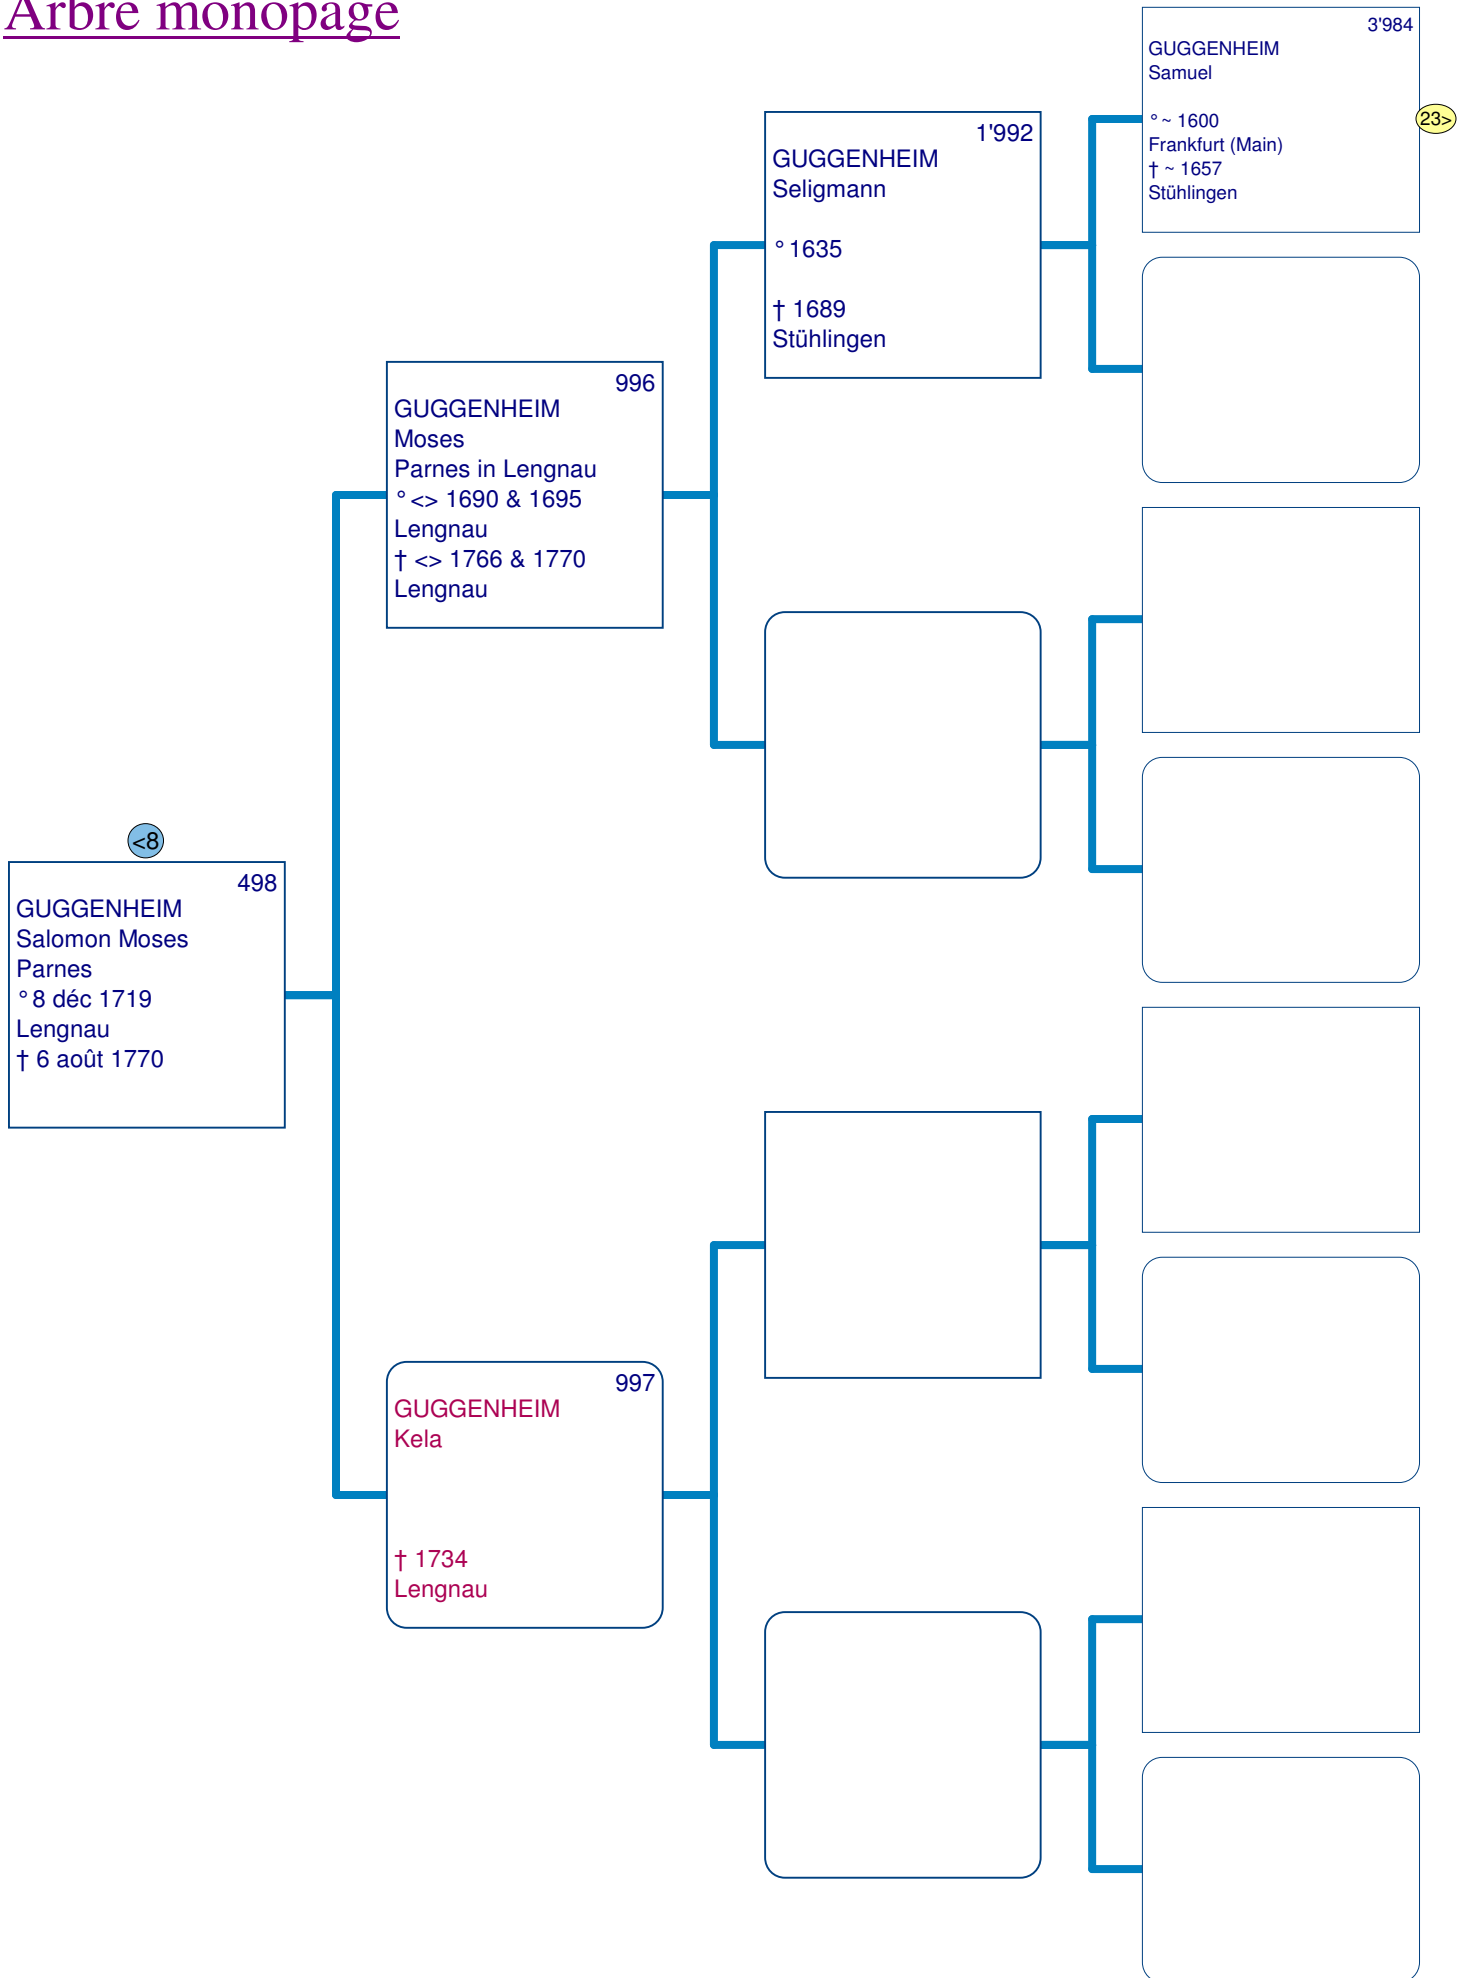 Arbre monopage
3'984
GUGGENHEIM
Samuel
° ~ 1600
Frankfurt (Main)
† ~ 1657
Stühlingen
23>
1'992
GUGGENHEIM
Seligmann
° 1635
† 1689
Stühlingen
996
GUGGENHEIM
Moses
Parnes in Lengnau
° <> 1690 & 1695
Lengnau
† <> 1766 & 1770
Lengnau
<8
498
GUGGENHEIM
Salomon Moses
Parnes
° 8 déc 1719
Lengnau
† 6 août 1770
997
GUGGENHEIM
Kela
† 1734
Lengnau